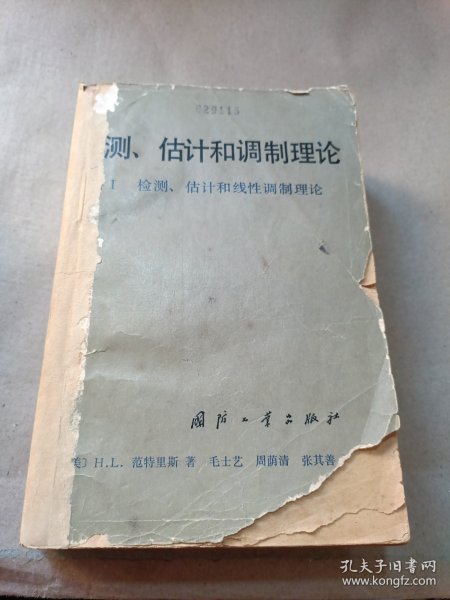 629115
测、估计和调制理论
I 检测、估计和线性调制理论
国防工业出版社
美〕H.L. 范特里斯 著 毛士艺 周荫清 张其善
孔夫子旧书网
www.kongfz.com